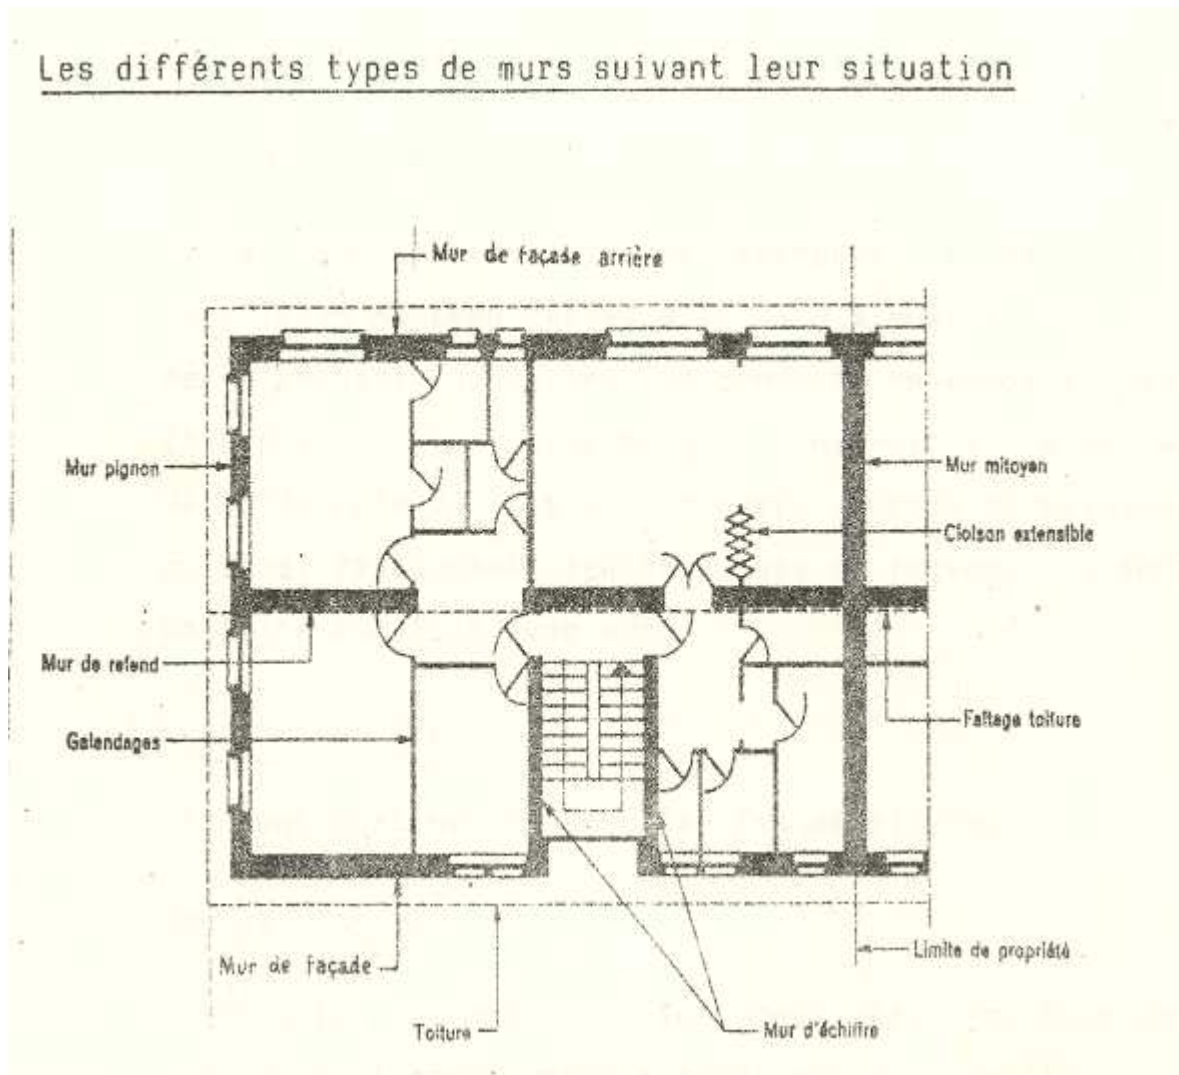 Les différents types de murs suivant leur situation
Mur de façade arrière
Mur pignon
Mur mitoyen
Cloison extensible
Mur de refend
Faîtage toiture
Galandages
Limite de propriété
Mur de façade
Toiture
Mur d'échiffre